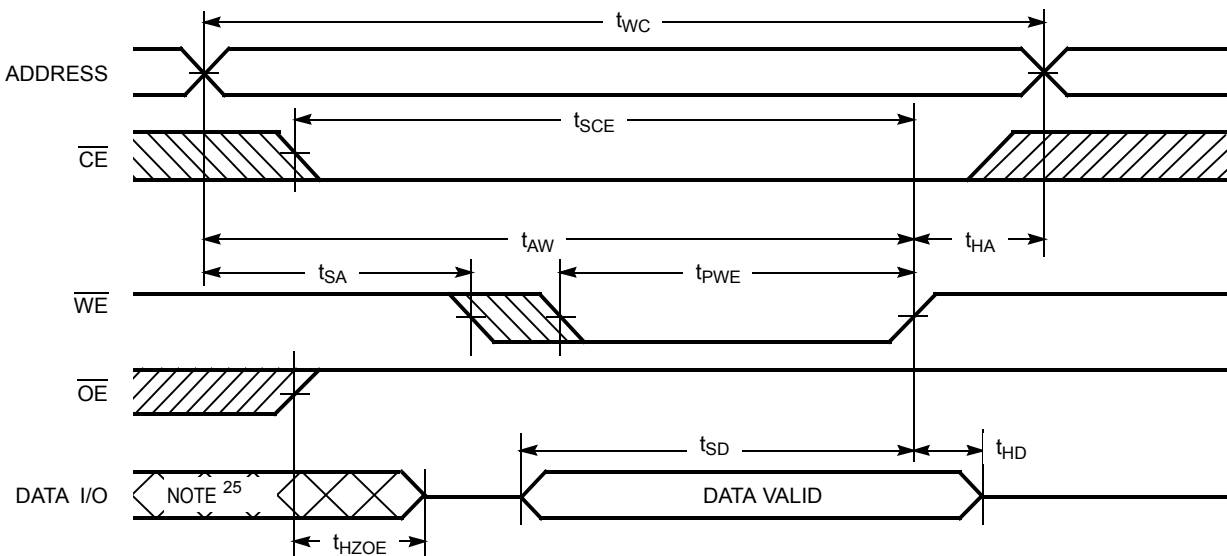 tWC
ADDRESS
tSCE
CE
tAW
tHA
tSA
tPWE
WE
OE
tSD
tHD
DATA I/O
NOTE 25
DATA VALID
tHZOE